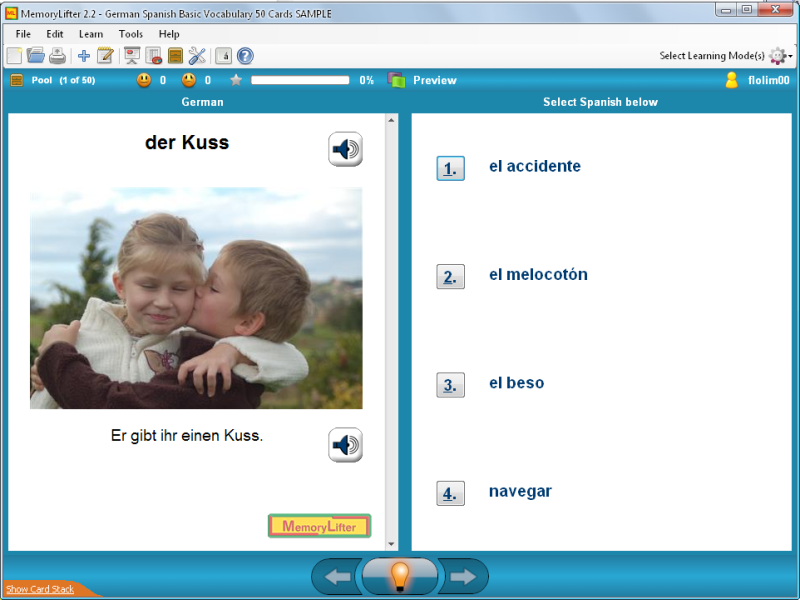 MemoryLifter 2.2 - German Spanish Basic Vocabulary 50 Cards SAMPLE
File Edit Learn Tools Help
Select Learning Mode(s)
Pool (1 of 50) 0 0 0% Preview flolim00
German
Select Spanish below
der Kuss
Er gibt ihr einen Kuss.
MemoryLifter
1. el accidente
2. el melocotón
3. el beso
4. navegar
Show Card Stack